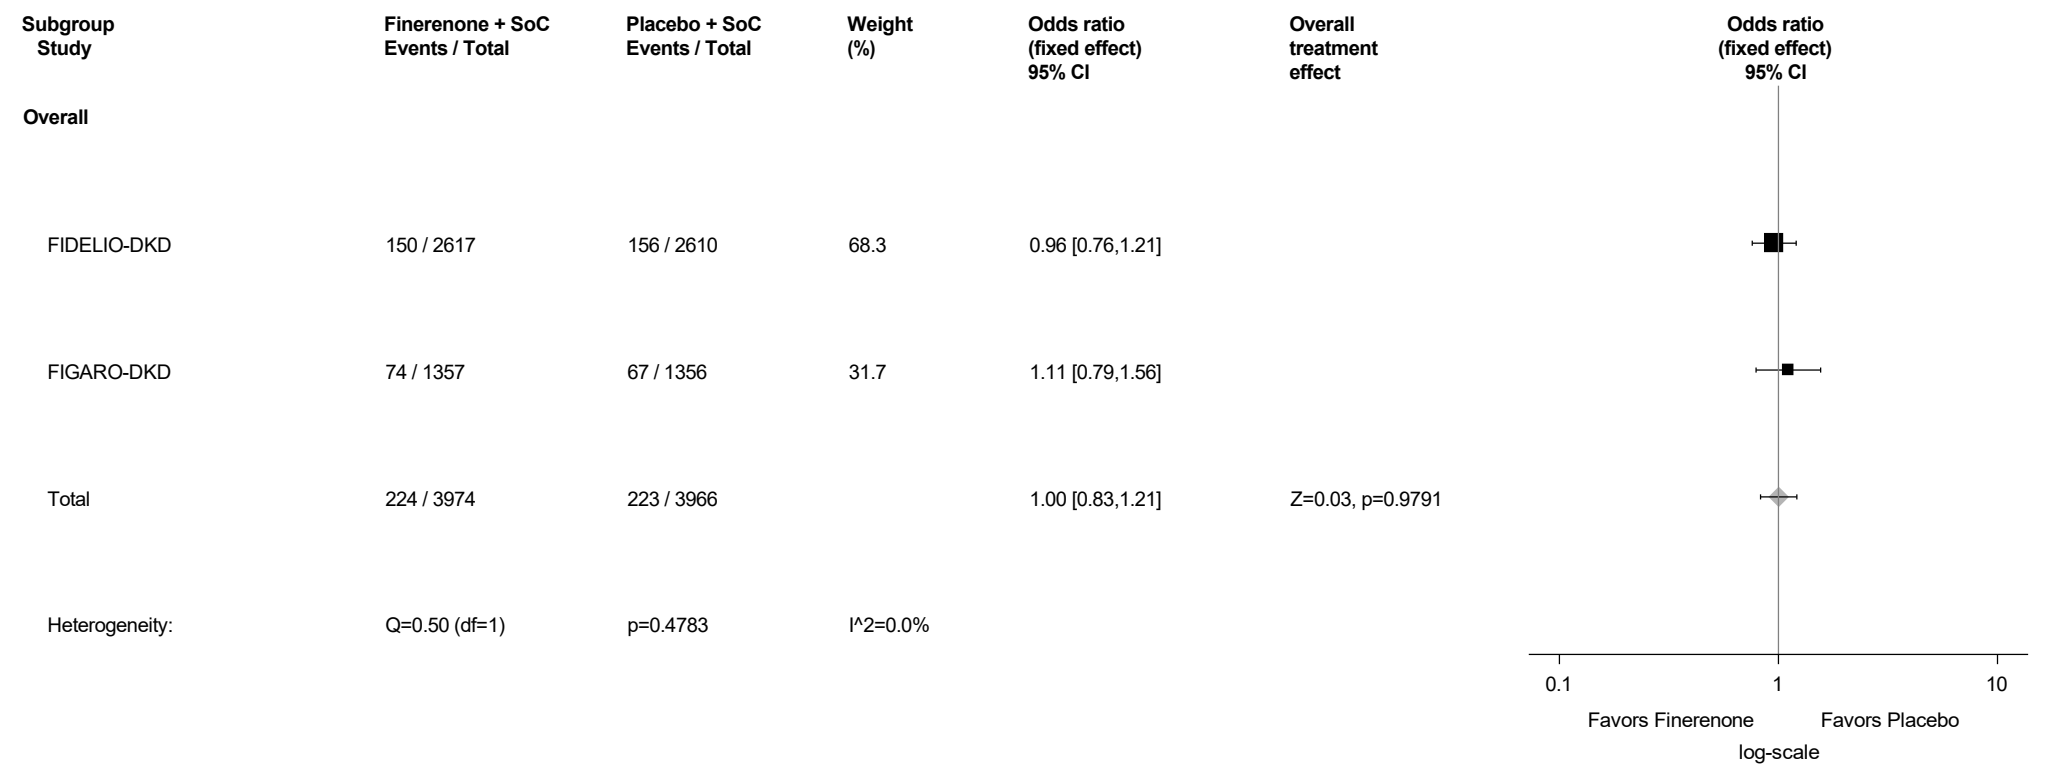 Subgroup Finerenone + SoC Placebo + SoC Weight Odds ratio Overall Odds ratio
Study Events / Total Events / Total (%) (fixed effect) treatment (fixed effect)
95% CI effect 95% CI
Overall
FIDELIO-DKD 150 / 2617 156 / 2610 68.3 0.96 [0.76,1.21]
FIGARO-DKD 74 / 1357 67 / 1356 31.7 1.11 [0.79,1.56]
Total 224 / 3974 223 / 3966 1.00 [0.83,1.21] Z=0.03, p=0.9791
Heterogeneity: Q=0.50 (df=1) p=0.4783 I^2=0.0%
0.1 1 10
Favors Finerenone Favors Placebo
log-scale